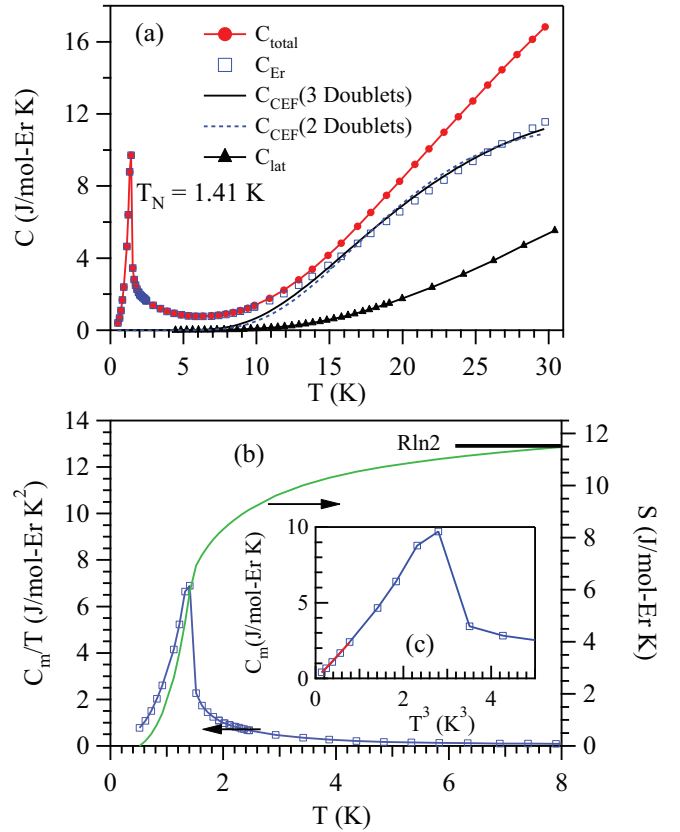 C (J/mol-Er K)
16
12
8
4
0
(a)
C_total
C_Er
C_CEF(3 Doublets)
C_CEF(2 Doublets)
C_lat
T_N = 1.41 K
0 5 10 15 20 25 30
T (K)
C_m/T (J/mol-Er K²)
14
12
10
8
6
4
2
0
(b)
Rln2
S (J/mol-Er K)
12
10
8
6
4
2
0
C_m(J/mol-Er K)
10
5
0
(c)
0 2 4
T³ (K³)
0 2 4 6 8
T (K)